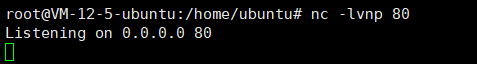 root@VM-12-5-ubuntu:/home/ubuntu# nc -lvnp 80
Listening on 0.0.0.0 80